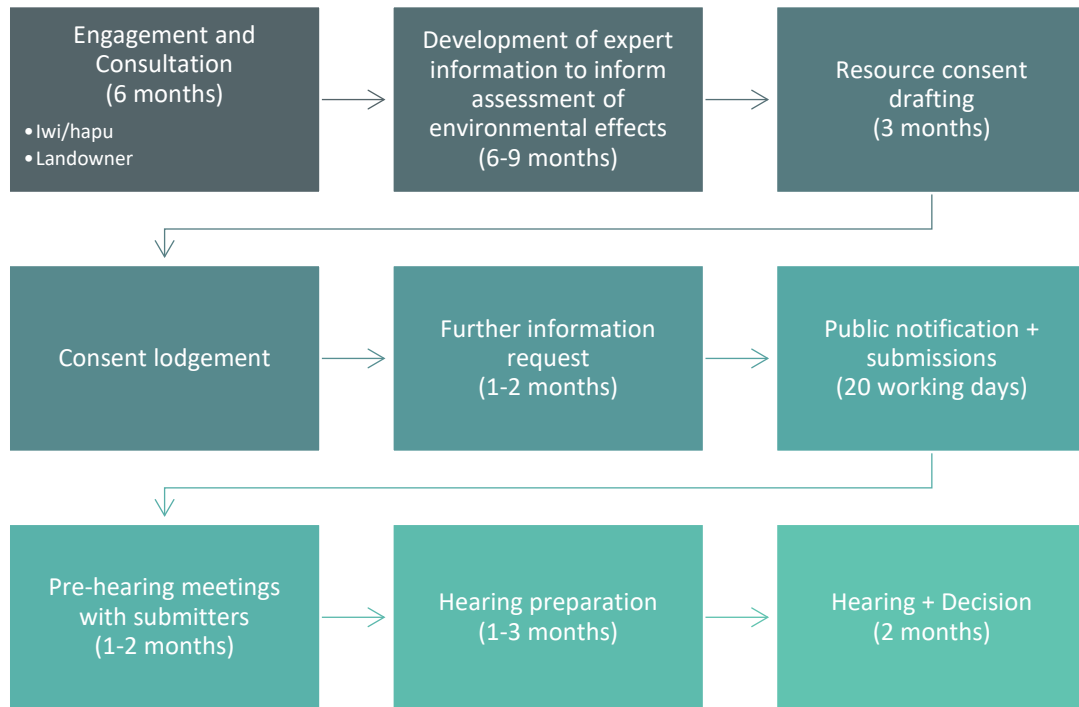 Engagement and
Consultation
(6 months)
•Iwi/hapu
•Landowner
Development of expert
information to inform
assessment of
environmental effects
(6-9 months)
Resource consent
drafting
(3 months)
Consent lodgement
Further information
request
(1-2 months)
Public notification +
submissions
(20 working days)
Pre-hearing meetings
with submitters
(1-2 months)
Hearing preparation
(1-3 months)
Hearing + Decision
(2 months)